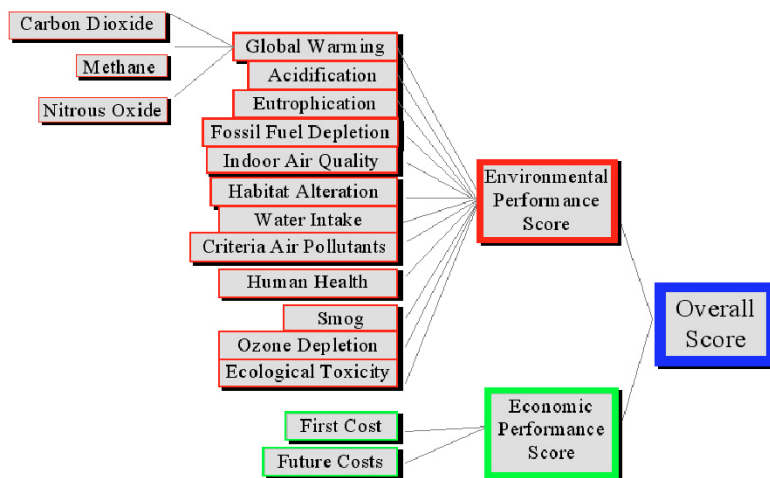 Carbon Dioxide
Methane
Nitrous Oxide
Global Warming
Acidification
Eutrophication
Fossil Fuel Depletion
Indoor Air Quality
Habitat Alteration
Water Intake
Criteria Air Pollutants
Human Health
Smog
Ozone Depletion
Ecological Toxicity
First Cost
Future Costs
Environmental
Performance
Score
Economic
Performance
Score
Overall
Score